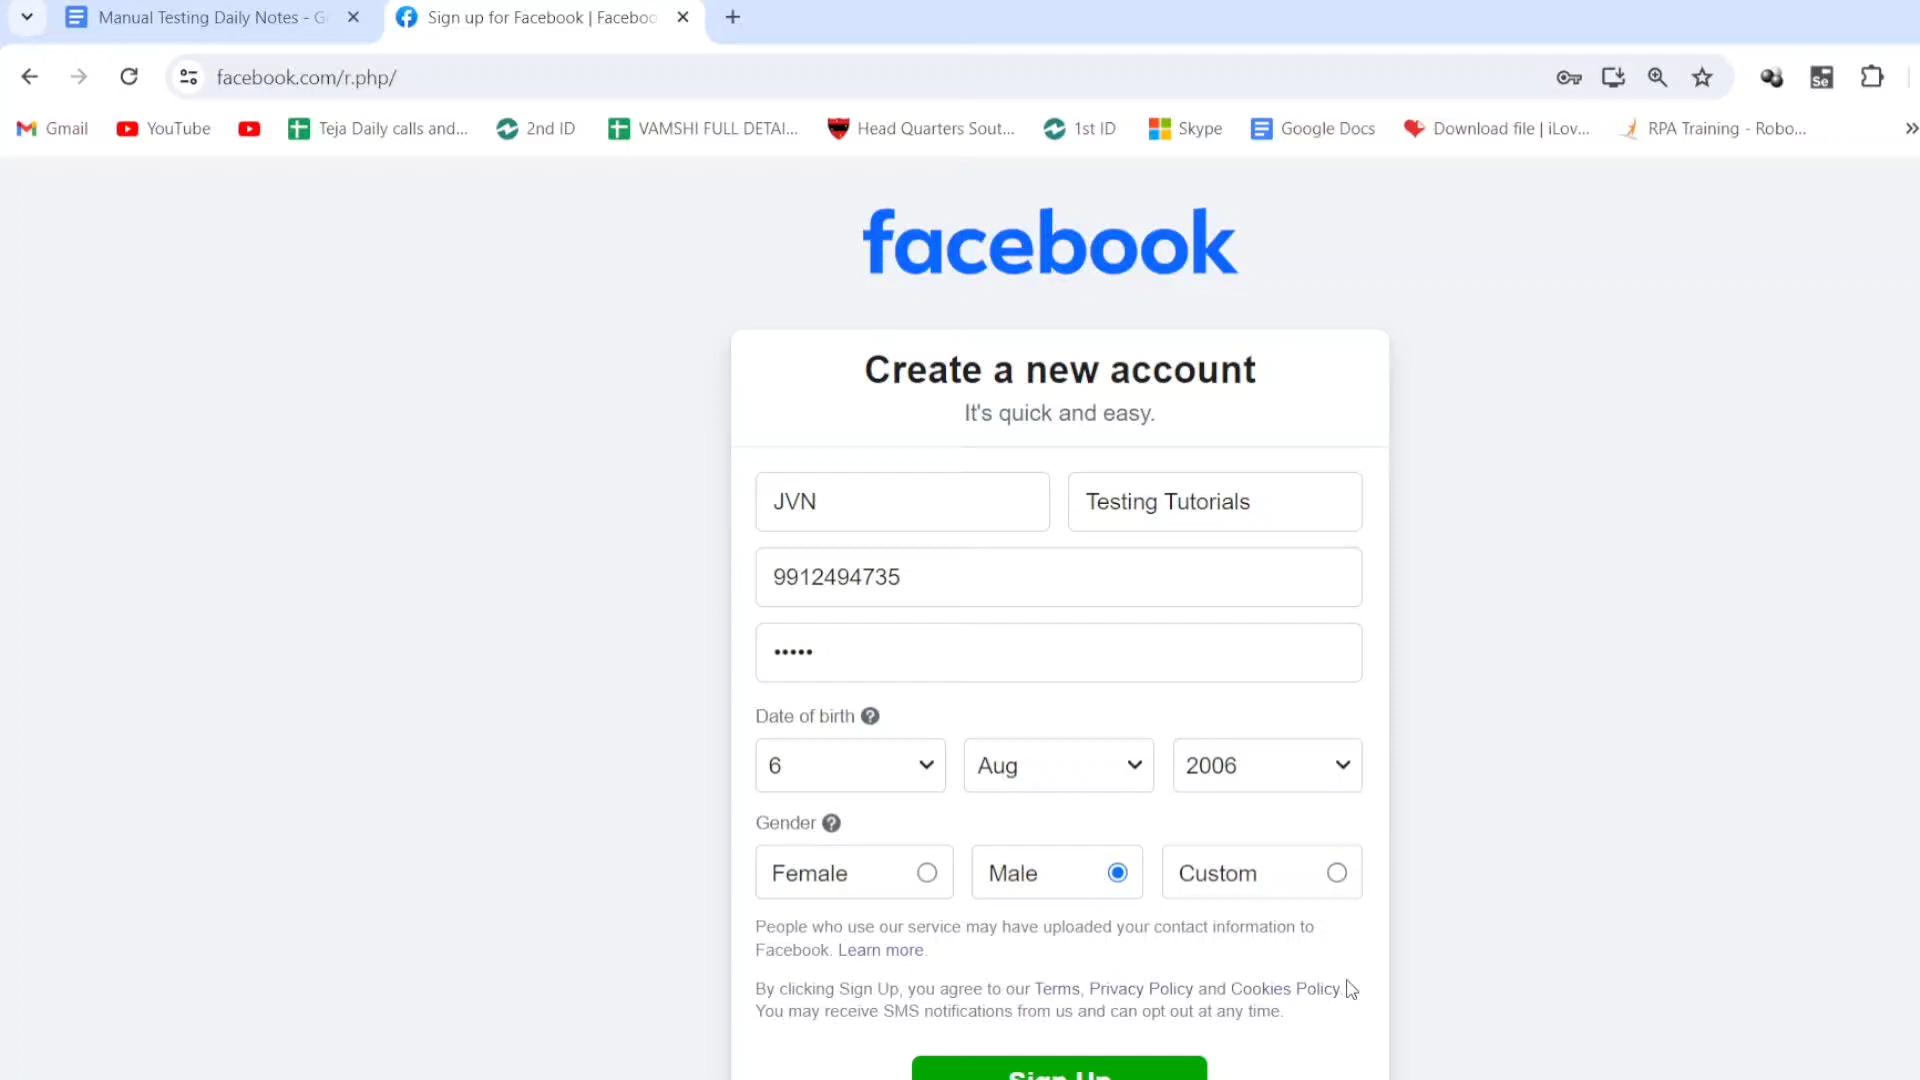 Manual Testing Daily Notes - G
Sign up for Facebook | Faceboo
facebook.com/r.php/
Se
Gmail
YouTube
Teja Daily calls and...
2nd ID
VAMSHI FULL DETAI...
Head Quarters Sout...
1st ID
Skype
Google Docs
Download file | iLov...
RPA Training - Robo...
facebook
Create a new account
It's quick and easy.
JVN
Testing Tutorials
9912494735
•••••
Date of birth ?
6
Aug
2006
Gender ?
Female
Male
Custom
People who use our service may have uploaded your contact information to
Facebook. Learn more.
By clicking Sign Up, you agree to our Terms, Privacy Policy and Cookies Policy.
You may receive SMS notifications from us and can opt out at any time.
Sign Up